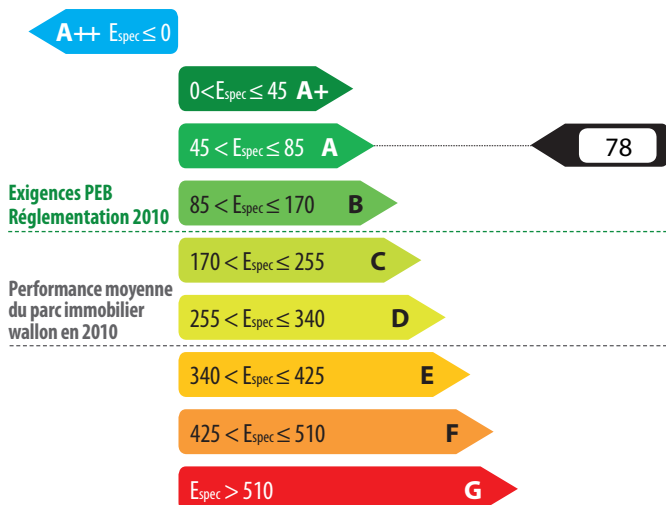 A++ Espec ≤ 0
0<Espec ≤ 45 A+
45 < Espec ≤ 85 A
78
Exigences PEB
Réglementation 2010
85 < Espec ≤ 170 B
170 < Espec ≤ 255 C
Performance moyenne
du parc immobilier
wallon en 2010
255 < Espec ≤ 340 D
340 < Espec ≤ 425 E
425 < Espec ≤ 510 F
Espec > 510 G